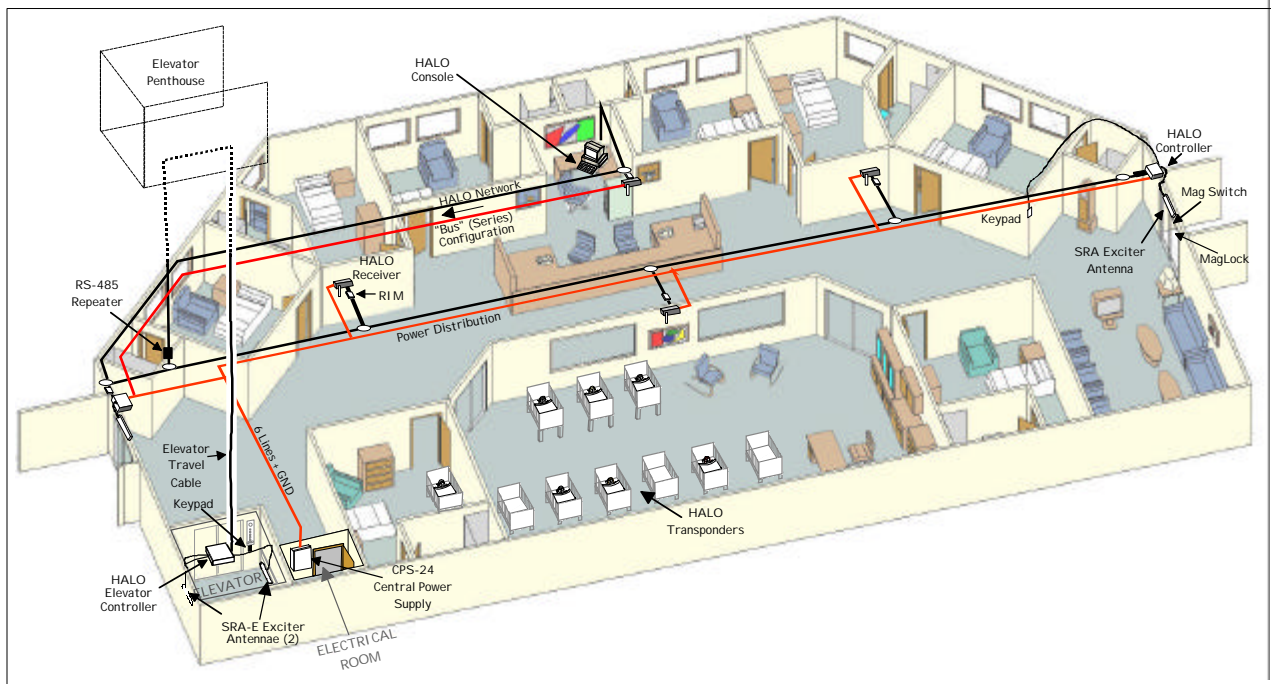 Elevator
Penthouse
HALO
Console
HALO
Controller
Mag Switch
Keypad
SRA Exciter
Antenna
MagLock
HALO Network
"Bus" (Series)
Configuration
HALO
Receiver
RIM
RS-485
Repeater
Power Distribution
6 Lines + GND
Elevator
Travel
Cable
Keypad
HALO
Transponders
HALO
Elevator
Controller
ELEVATOR
CPS-24
Central Power
Supply
SRA-E Exciter
Antennae (2)
ELECTRICAL
ROOM